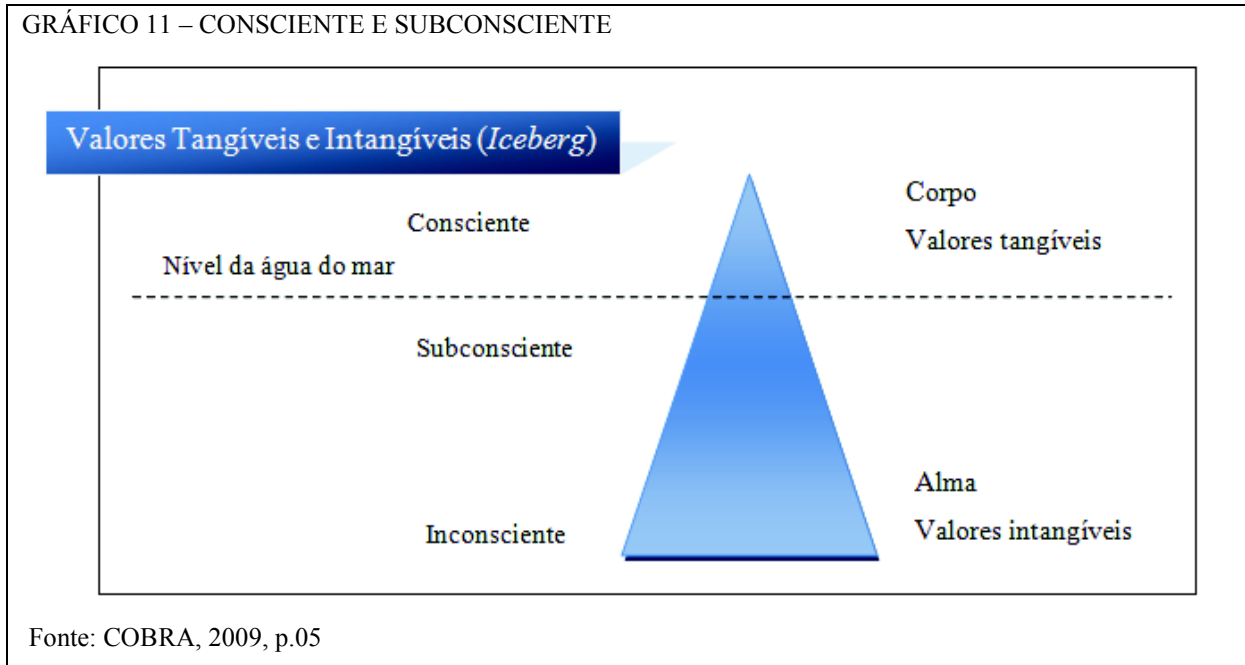 GRÁFICO 11 – CONSCIENTE E SUBCONSCIENTE
Valores Tangíveis e Intangíveis (Iceberg)
Consciente
Corpo
Valores tangíveis
Nível da água do mar
Subconsciente
Alma
Valores intangíveis
Inconsciente
Fonte: COBRA, 2009, p.05